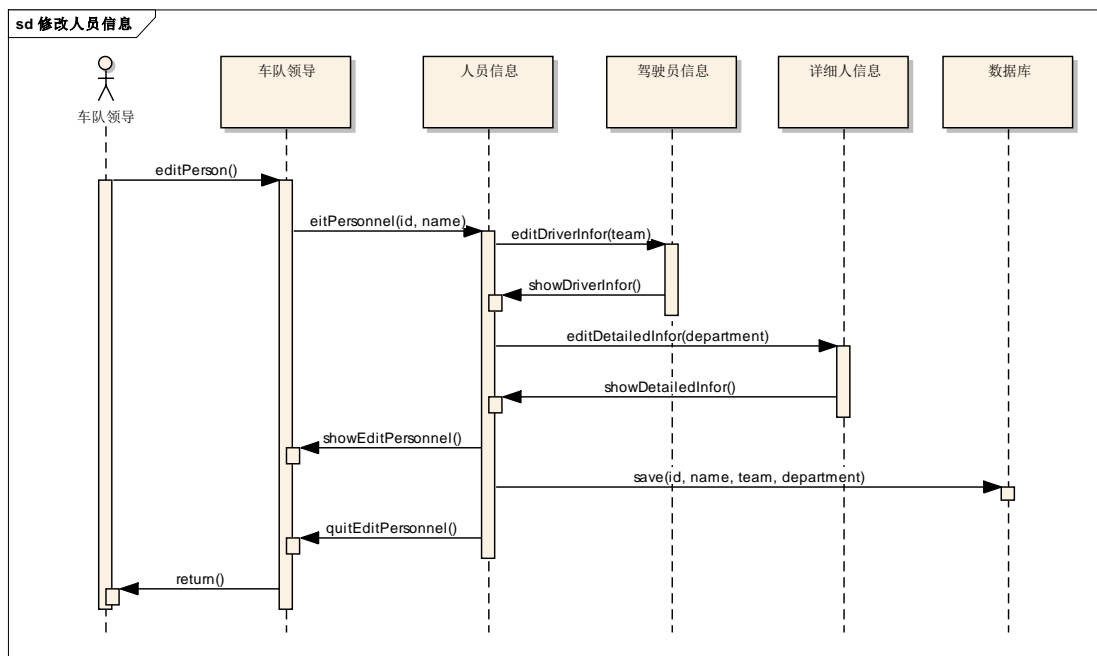 sd 修改人员信息
车队领导
车队领导
人员信息
驾驶员信息
详细人信息
数据库
editPerson()
eitPersonnel(id, name)
editDriverInfor(team)
showDriverInfor()
editDetailedInfor(department)
showDetailedInfor()
showEditPersonnel()
save(id, name, team, department)
quitEditPersonnel()
return()